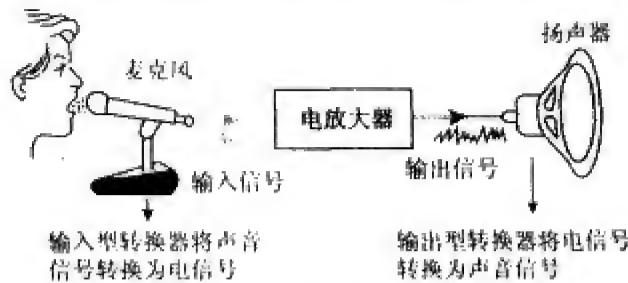 扬声器
麦克风
电放大器
输入信号
输出信号
输入型转换器将声音
信号转换为电信号
输出型转换器将电信号
转换为声音信号